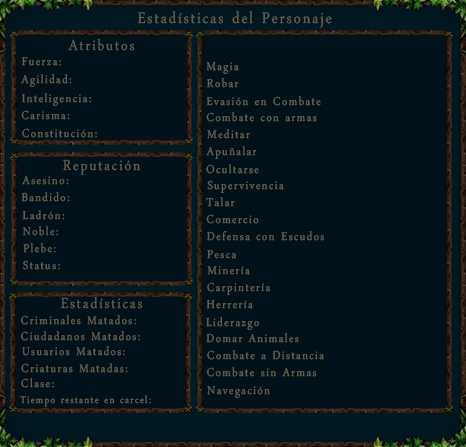 Estadísticas del Personaje
Atributos
Fuerza:
Agilidad:
Inteligencia:
Carisma:
Constitución:
Reputación
Asesino:
Bandido:
Ladrón:
Noble:
Plebe:
Status:
Estadísticas
Criminales Matados:
Ciudadanos Matados:
Usuarios Matados:
Criaturas Matadas:
Clase:
Tiempo restante en carcel:
Magía
Robar
Evasión en Combate
Combate con armas
Meditar
Apuñalar
Ocultarse
Supervivencia
Talar
Comercio
Defensa con Escudos
Pesca
Minería
Carpintería
Herrería
Liderazgo
Domar Animales
Combate a Distancia
Combate sin Armas
Navegación